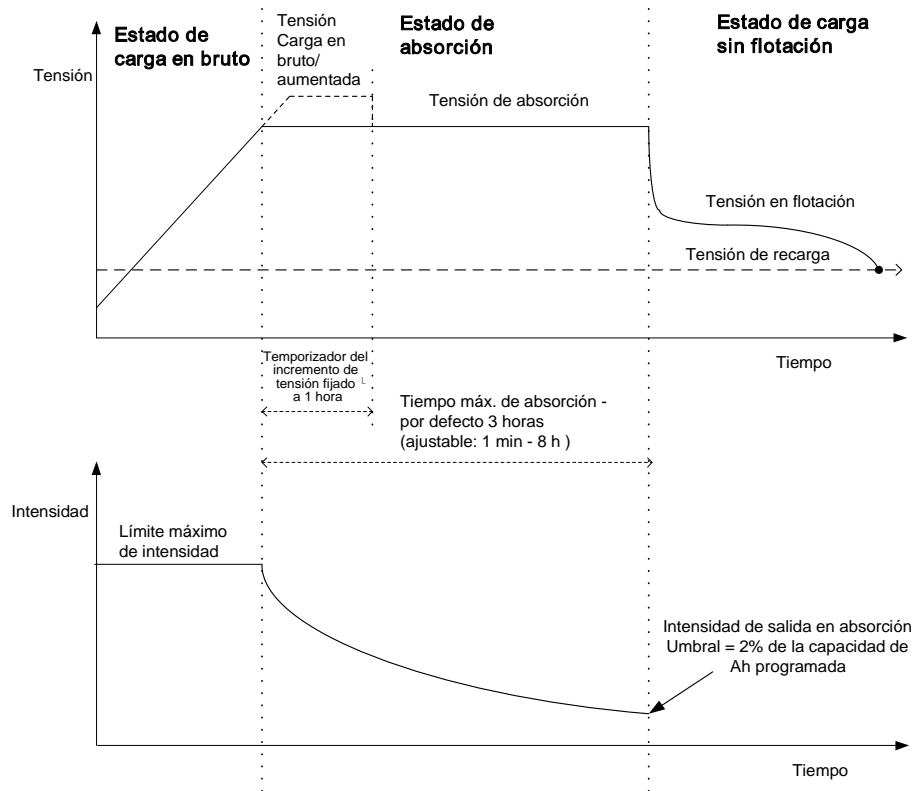 Estado de
carga en bruto
Tensión
Carga en
bruto/
aumentada
Estado de
absorción
Estado de carga
sin flotación
Tensión
Tensión de absorción
Tensión en flotación
Tensión de recarga
Tiempo
Temporizador del
incremento de
tensión fijado
a 1 hora
Tiempo máx. de absorción -
por defecto 3 horas
(ajustable: 1 min - 8 h )
Intensidad
Límite máximo
de intensidad
Intensidad de salida en absorción
Umbral = 2% de la capacidad de
Ah programada
Tiempo